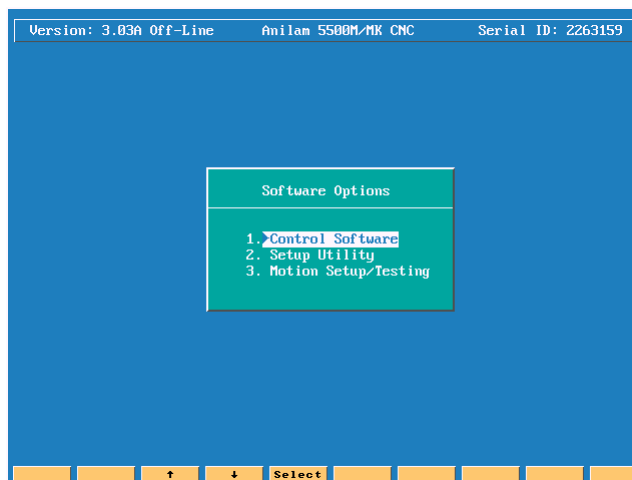 Version: 3.03A Off-Line Anilam 5500M/MK CNC Serial ID: 2263159
Software Options
1. Control Software
2. Setup Utility
3. Motion Setup/Testing
↑ ↓ Select